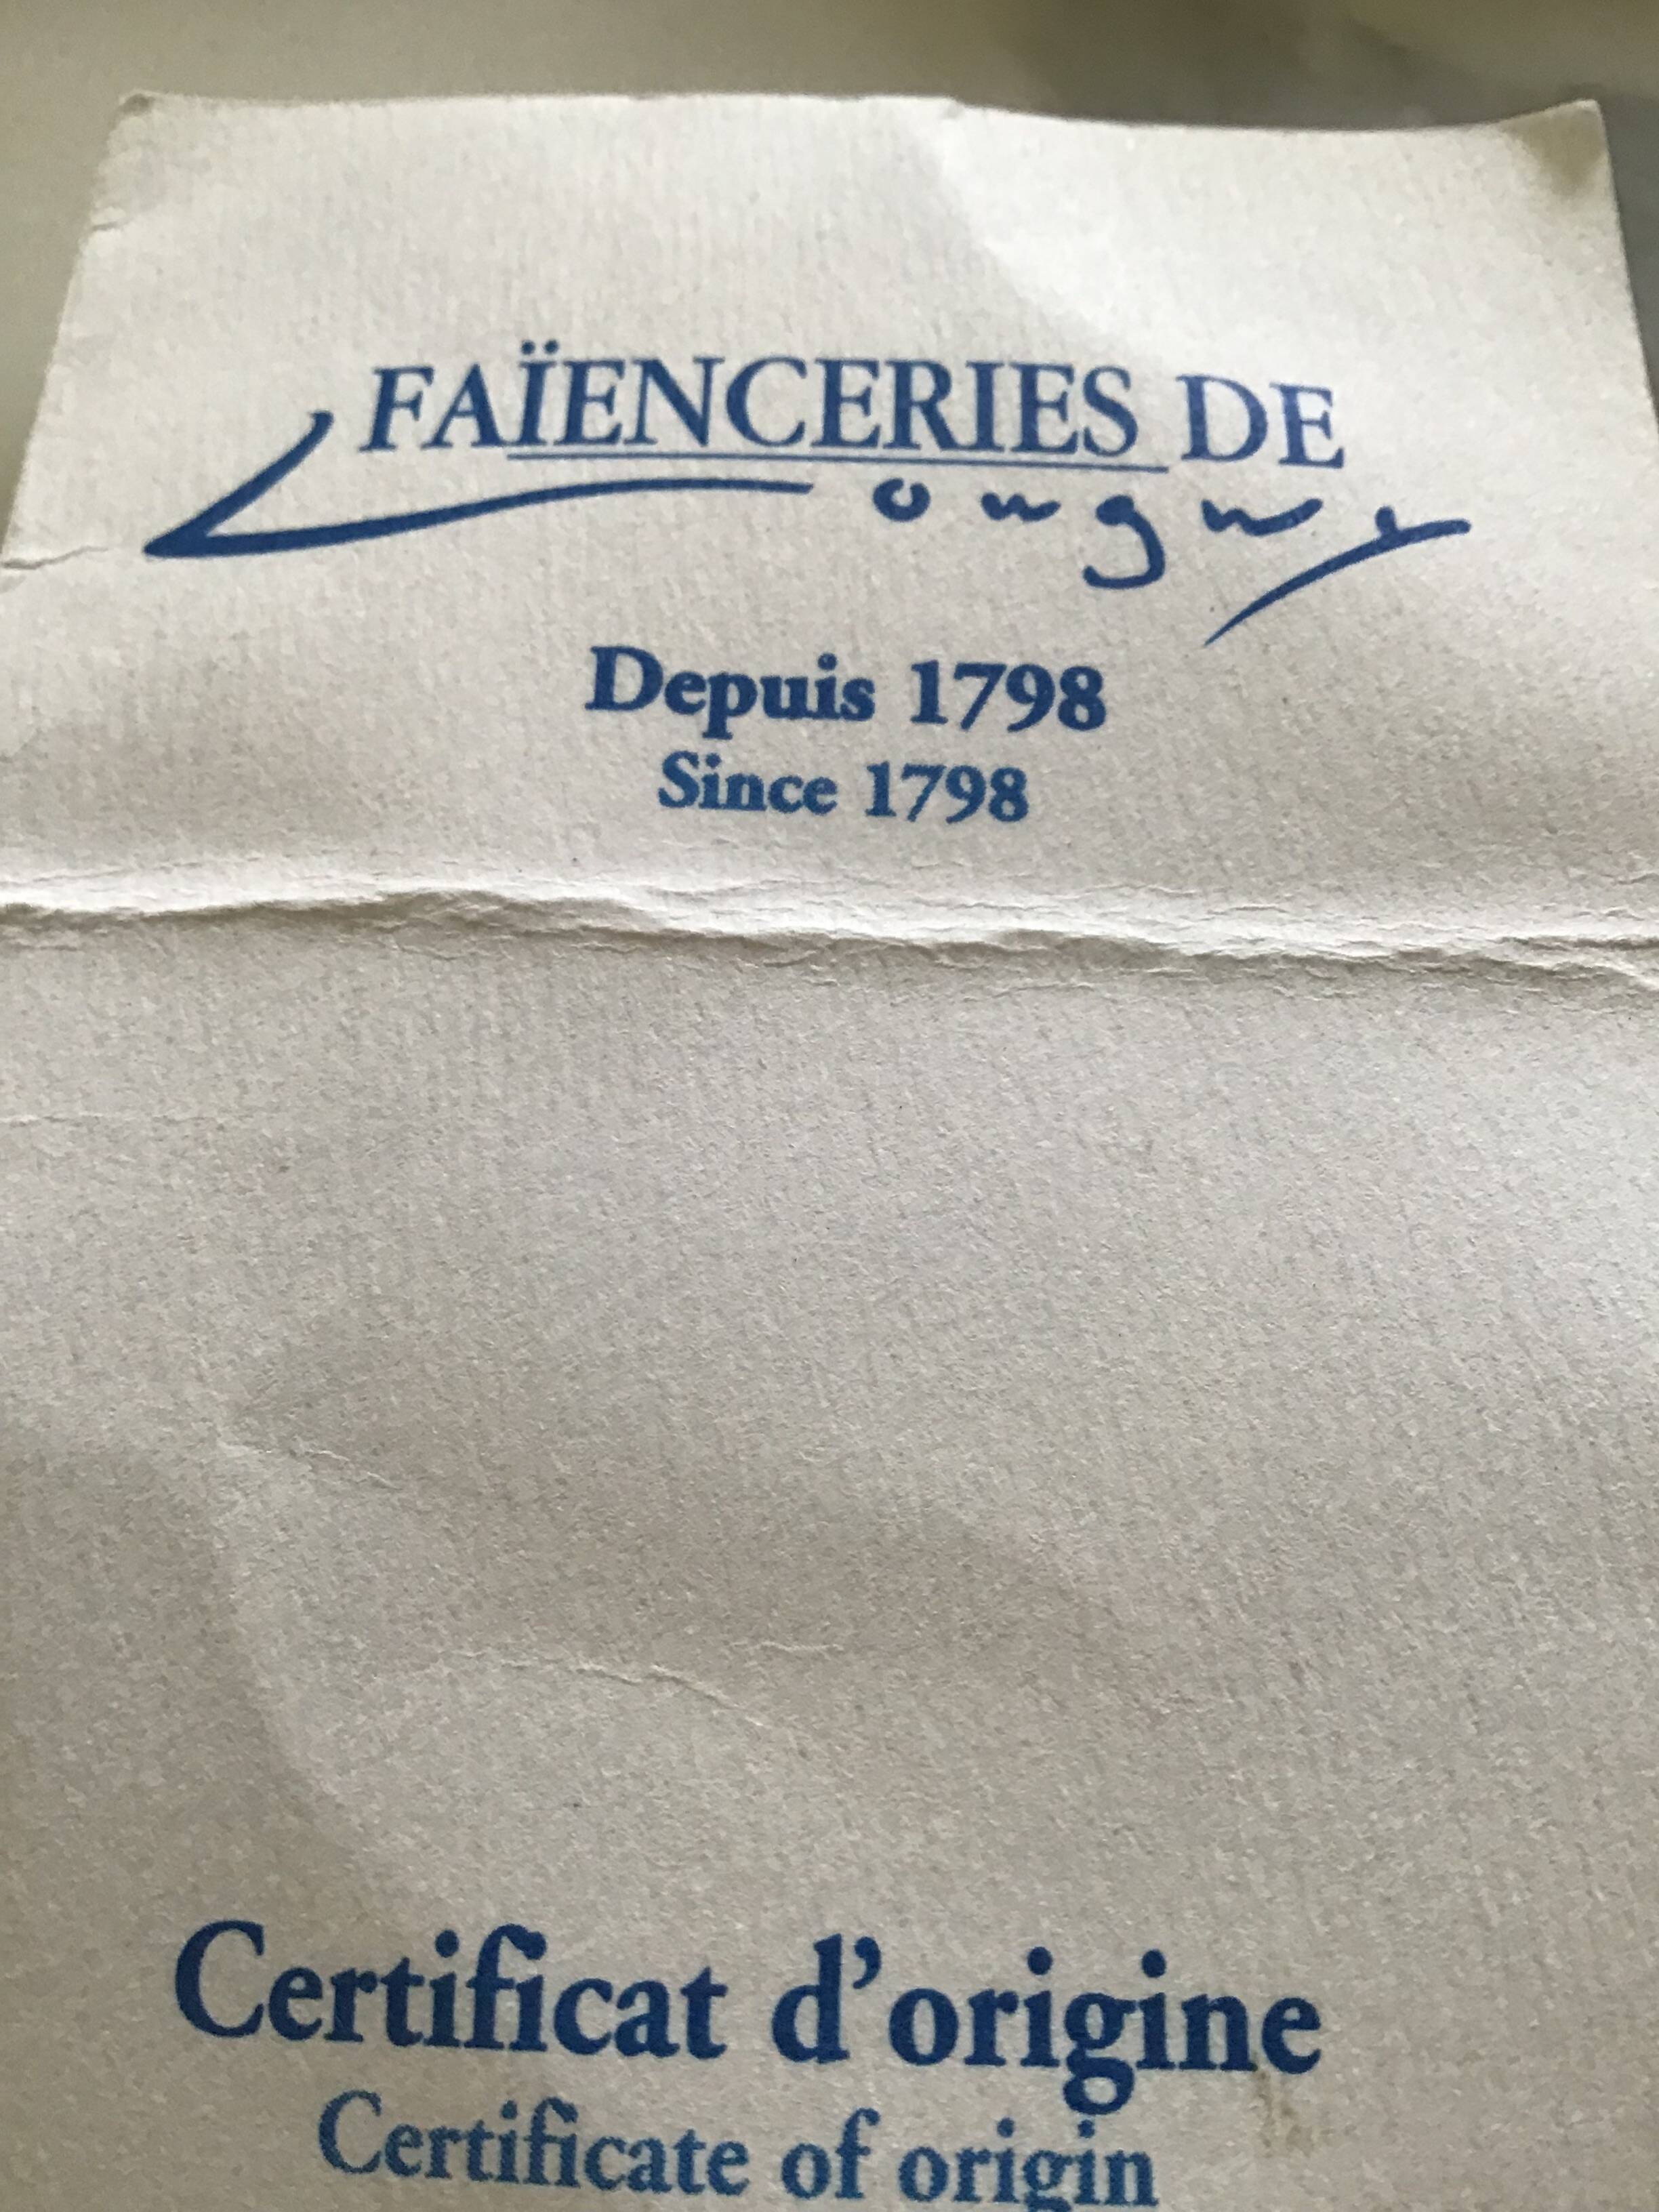 FAÏENCERIES DE
Longwy
Depuis 1798
Since 1798
Certificat d'origine
Certificate of origin